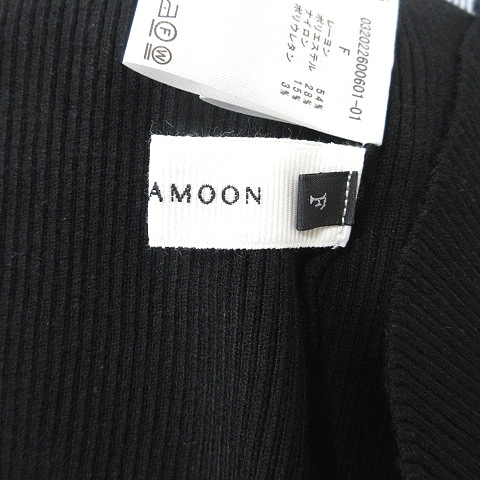 032022600601-01
F
レーヨン 54%
ポリエステル 28%
ナイロン 15%
ポリウレタン 3%
F
W
AMOON
F